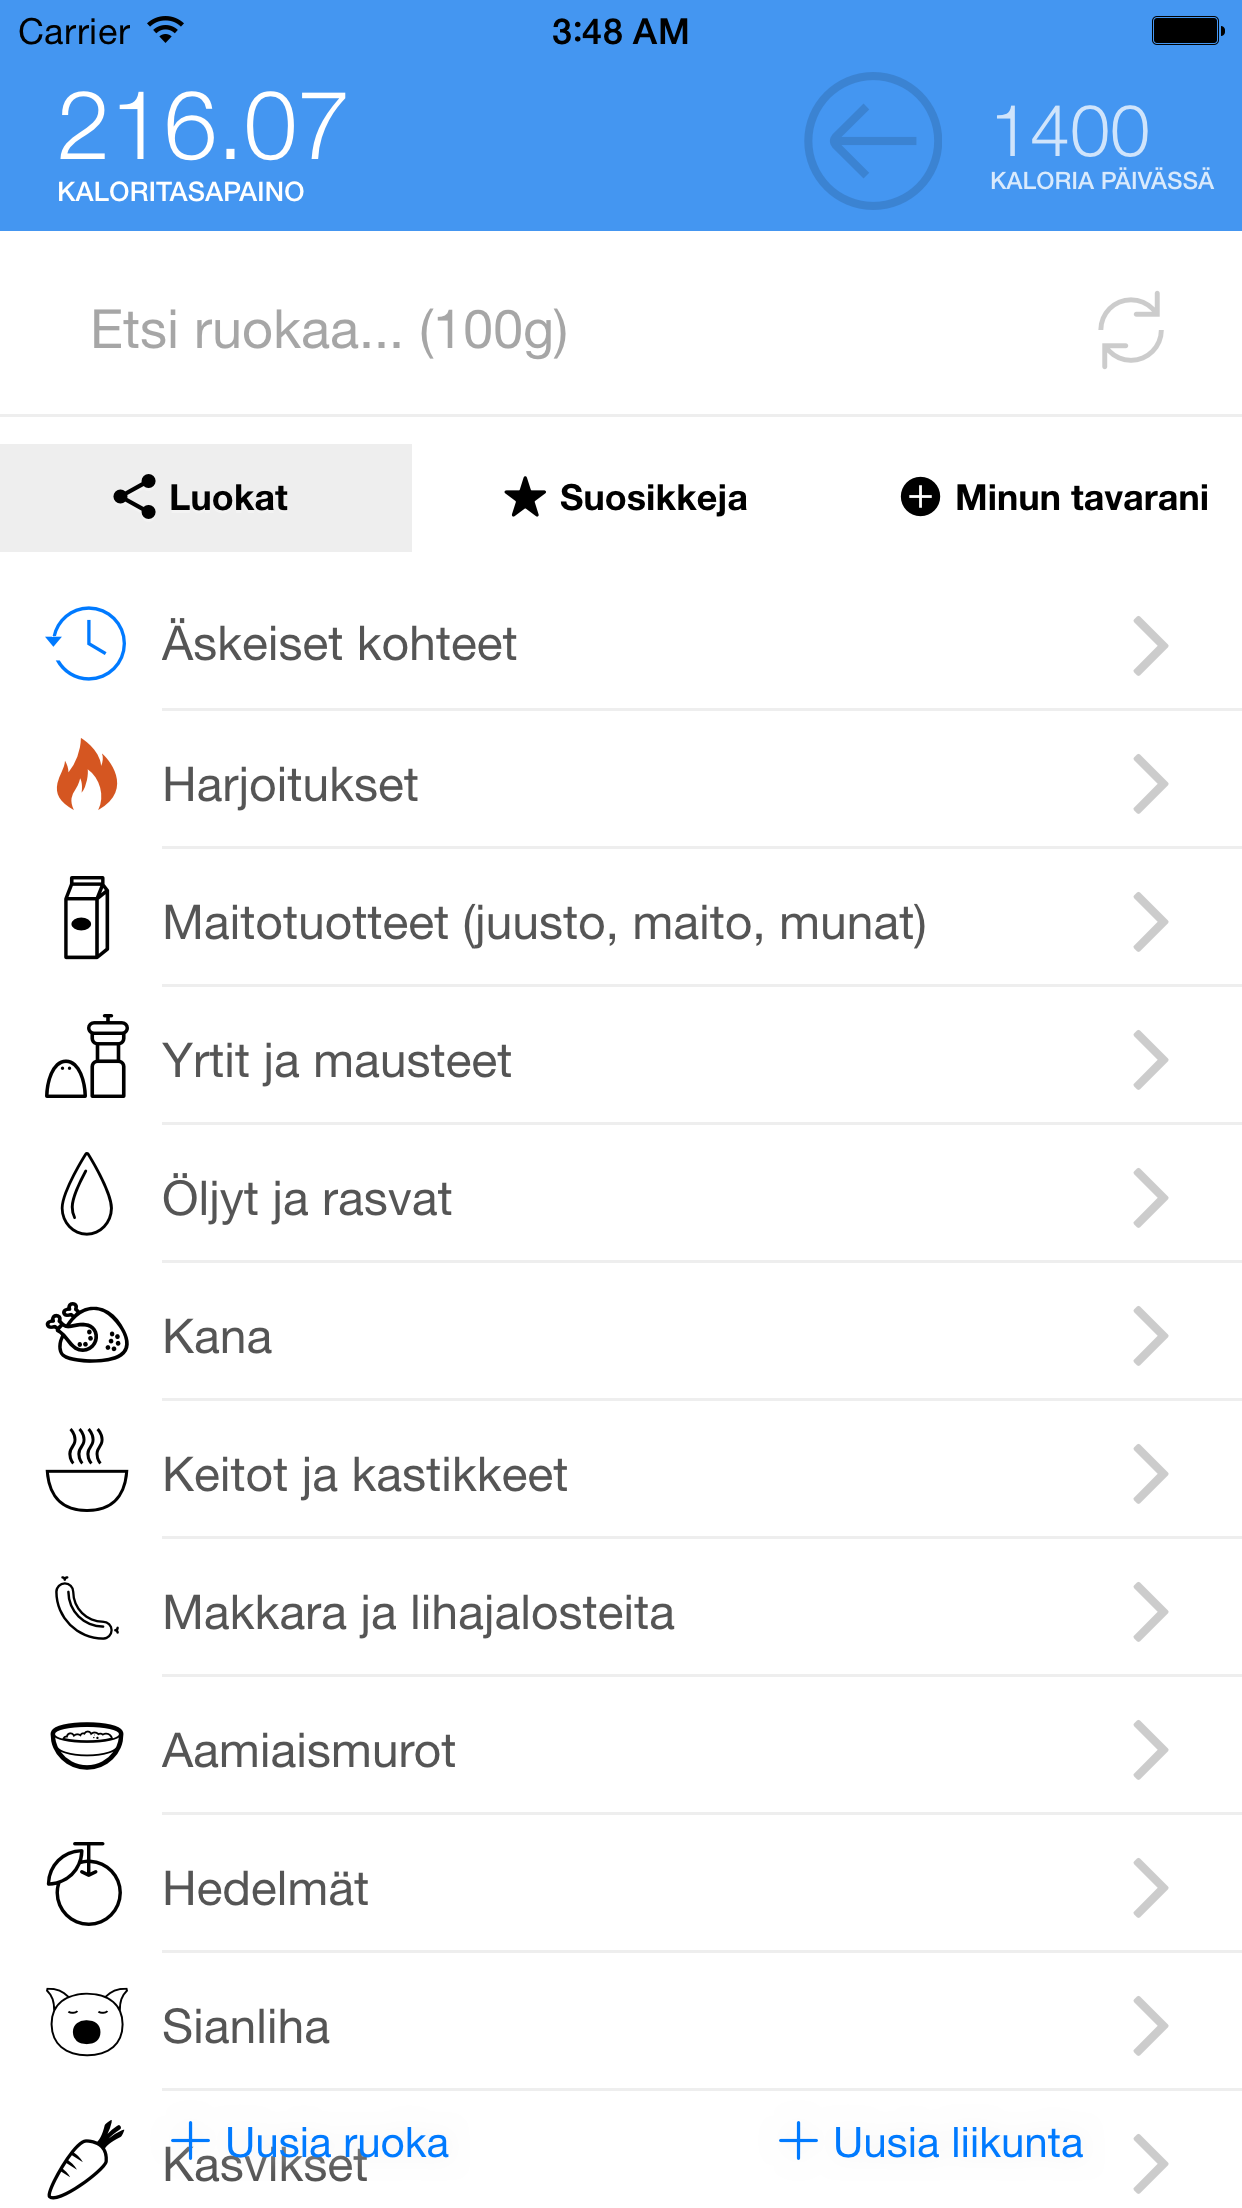 Carrier 3:48 AM
216.07
KALORITASAPAINO
1400
KALORIA PÄIVÄSSÄ
Etsi ruokaa... (100g)
Luokat Suosikkeja Minun tavarani
Äskeiset kohteet
Harjoitukset
Maitotuotteet (juusto, maito, munat)
Yrtit ja mausteet
Öljyt ja rasvat
Kana
Keitot ja kastikkeet
Makkara ja lihajalosteita
Aamiaismurot
Hedelmät
Sianliha
Uusia ruoka Uusia liikunta
Kasvikset